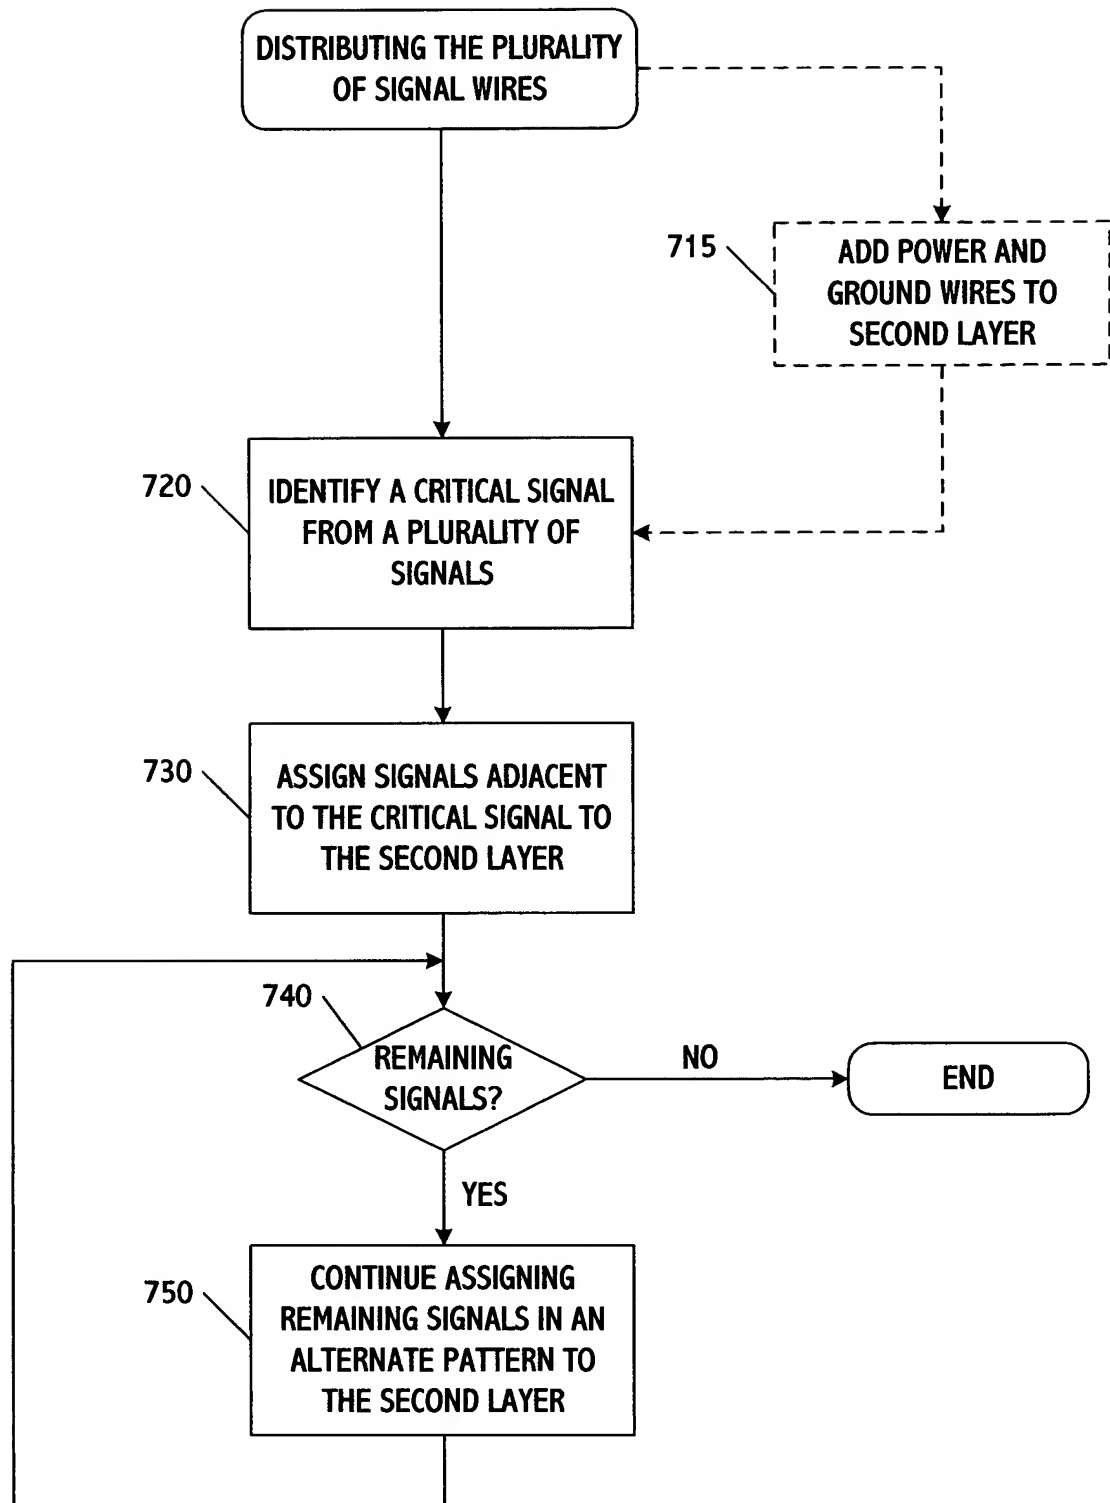 DISTRIBUTING THE PLURALITY
OF SIGNAL WIRES
715
ADD POWER AND
GROUND WIRES TO
SECOND LAYER
720
IDENTIFY A CRITICAL SIGNAL
FROM A PLURALITY OF
SIGNALS
730
ASSIGN SIGNALS ADJACENT
TO THE CRITICAL SIGNAL TO
THE SECOND LAYER
740
REMAINING
SIGNALS?
NO
END
YES
750
CONTINUE ASSIGNING
REMAINING SIGNALS IN AN
ALTERNATE PATTERN TO
THE SECOND LAYER